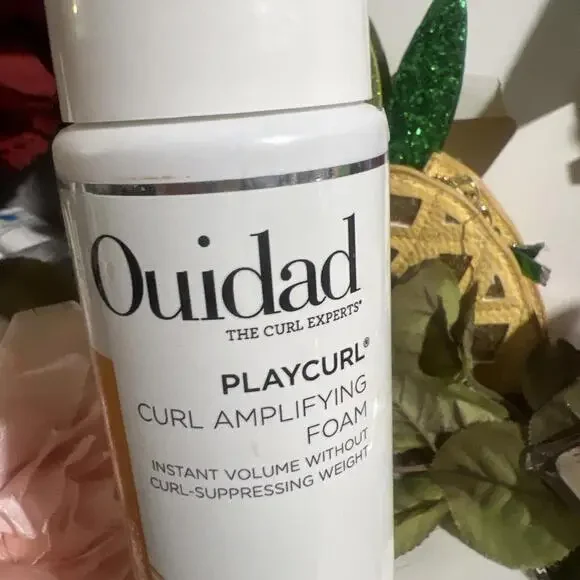 Ouidad
THE CURL EXPERTS®
PLAYCURL®
CURL AMPLIFYING
FOAM
INSTANT VOLUME WITHOUT
CURL-SUPPRESSING WEIGHT